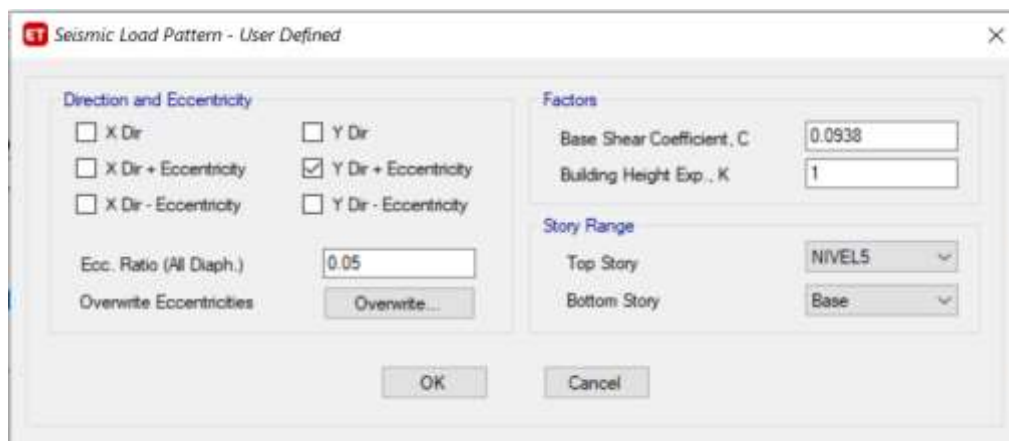 ET Seismic Load Pattern - User Defined
Direction and Eccentricity
X Dir Y Dir
X Dir + Eccentricity Y Dir + Eccentricity
X Dir - Eccentricity Y Dir - Eccentricity
Ecc. Ratio (All Diaph.) 0.05
Overwrite Eccentricities Overwrite...
Factors
Base Shear Coefficient, C 0.0938
Building Height Exp., K 1
Story Range
Top Story NIVEL5
Bottom Story Base
OK Cancel